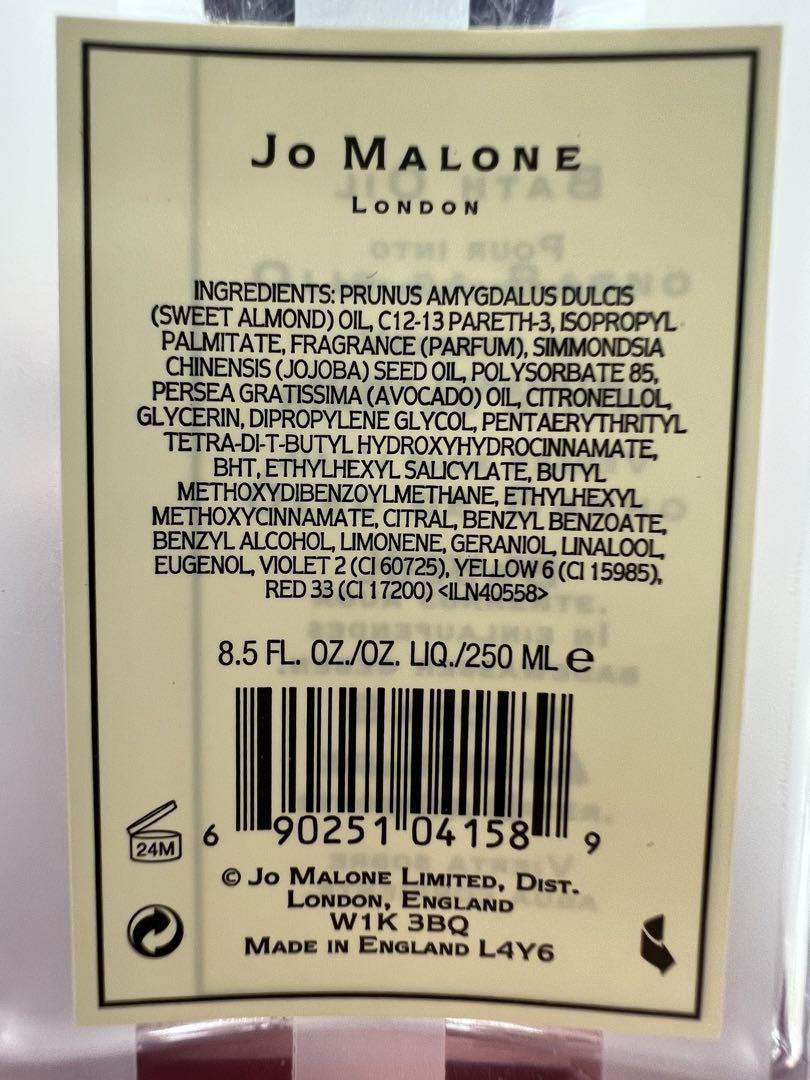 Jo Malone
London
INGREDIENTS: PRUNUS AMYGDALUS DULCIS
(SWEET ALMOND) OIL, C12-13 PARETH-3, ISOPROPYL
PALMITATE, FRAGRANCE (PARFUM), SIMMONDSIA
CHINENSIS (JOJOBA) SEED OIL, POLYSORBATE 85,
PERSEA GRATISSIMA (AVOCADO) OIL, CITRONELLOL,
GLYCERIN, DIPROPYLENE GLYCOL, PENTAERYTHRITYL
TETRA-DI-T-BUTYL HYDROXYHYDROCINNAMATE,
BHT, ETHYLHEXYL SALICYLATE, BUTYL
METHOXYDIBENZOYLMETHANE, ETHYLHEXYL
METHOXYCINNAMATE, CITRAL, BENZYL BENZOATE,
BENZYL ALCOHOL, LIMONENE, GERANIOL, LINALOOL,
EUGENOL, VIOLET 2 (CI 60725), YELLOW 6 (CI 15985),
RED 33 (CI 17200) <ILN40558>
8.5 FL. OZ./OZ. LIQ./250 ML e
6 90251 04158 9
24M
© Jo Malone Limited, Dist.
London, England
W1K 3BQ
Made in England L4Y6